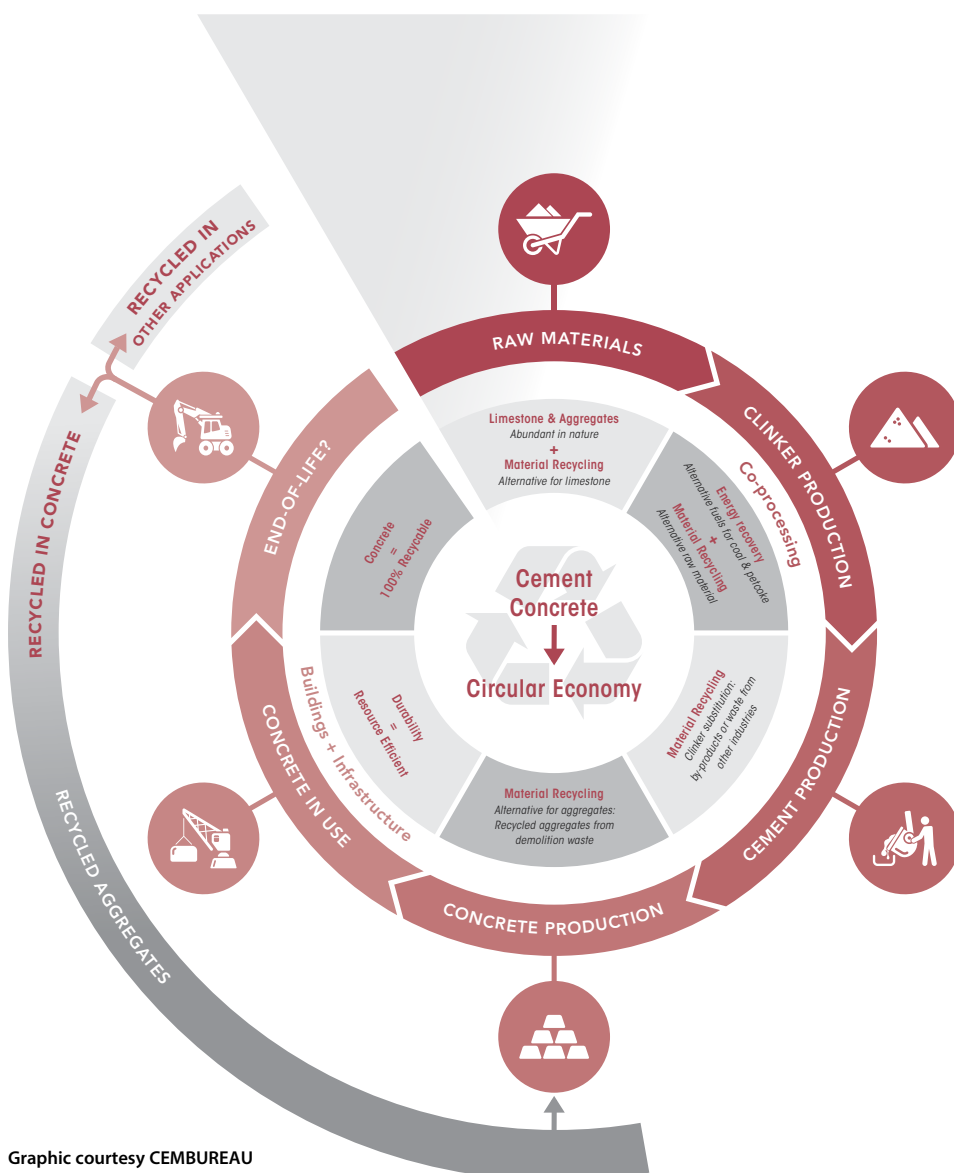 RECYCLED IN
OTHER APPLICATIONS
RECYCLED IN CONCRETE
RECYCLED AGGREGATES
RAW MATERIALS
CLINKER PRODUCTION
CEMENT PRODUCTION
CONCRETE PRODUCTION
CONCRETE IN USE
END-OF-LIFE?
Limestone & Aggregates
Abundant in nature
+
Material Recycling
Alternative for limestone
Co-processing
Energy recovery
Alternative fuels for coal & petcoke
+
Material Recycling
Alternative raw material
Material Recycling
Clinker substitution:
by-products or waste from
other industries
Material Recycling
Alternative for aggregates:
Recycled aggregates from
demolition waste
Buildings + Infrastructure
Durability
=
Resource Efficient
Concrete
=
100% Recycable
Cement
Concrete
Circular Economy
Graphic courtesy CEMBUREAU